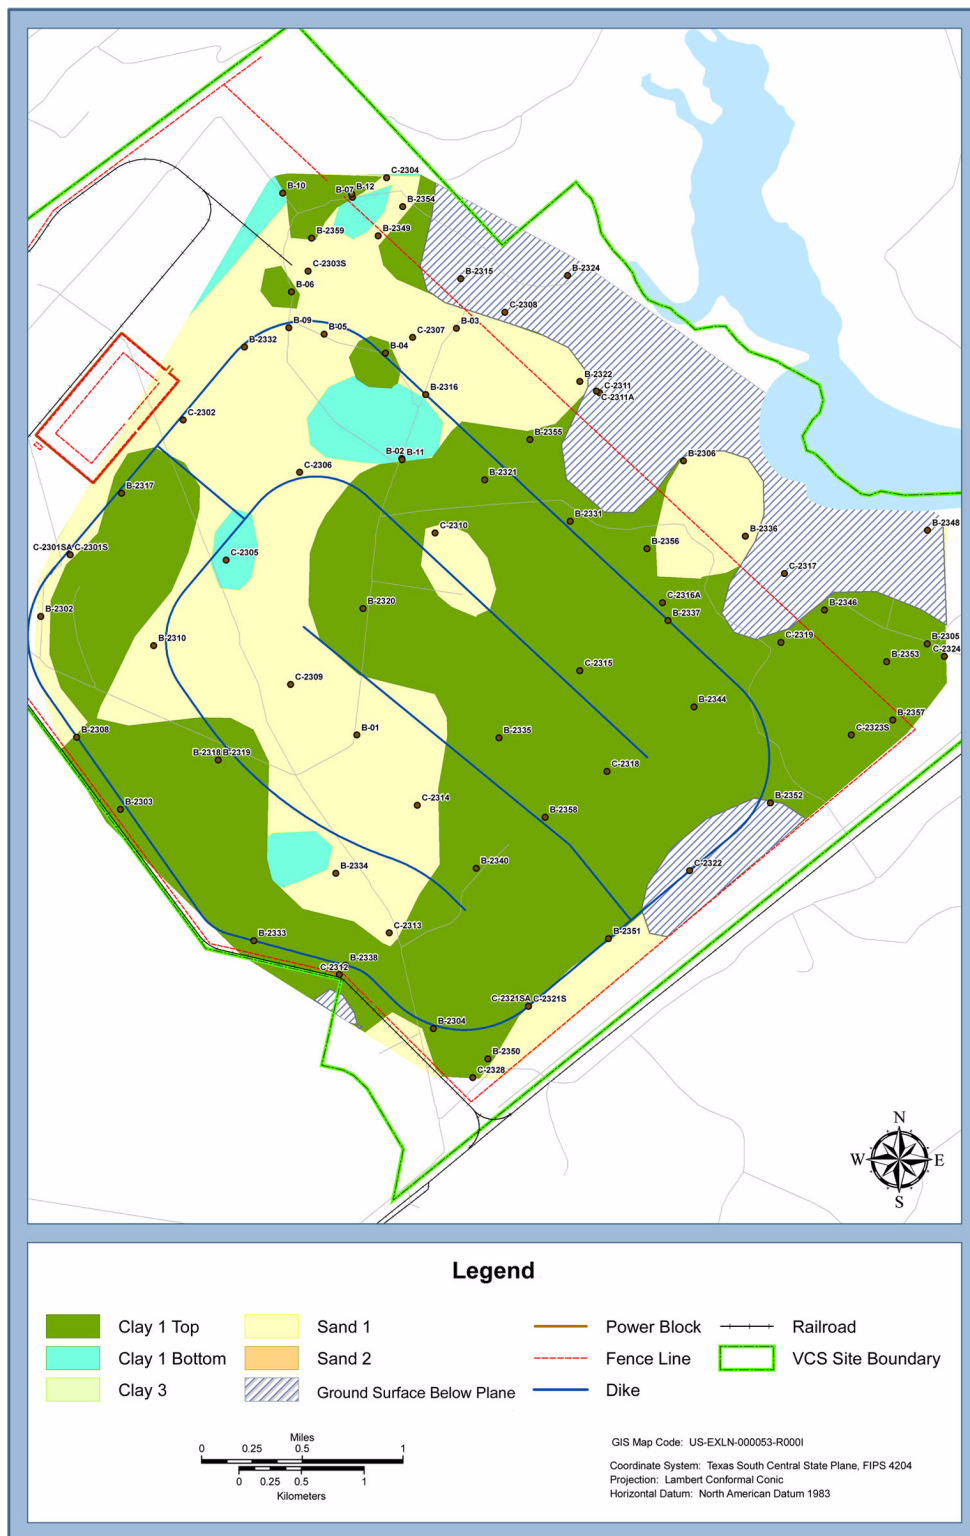 C-2304
B-10
B-07
B-12
B-2354
B-2359
B-2349
C-2303S
B-2315
B-2324
B-06
C-2308
B-09
B-05
B-03
C-2307
B-2332
B-04
B-2322
C-2311
C-2311A
B-2316
C-2302
B-2355
B-02
B-11
B-2306
C-2306
B-2321
B-2317
B-2331
C-2310
B-2336
B-2348
B-2356
C-2301SA
C-2301S
C-2305
C-2317
C-2316A
B-2302
B-2320
B-2337
B-2346
B-2310
C-2319
B-2305
C-2324
B-2353
C-2315
C-2309
B-2344
B-2357
B-2308
B-01
B-2335
C-2323S
B-2318
B-2319
C-2318
B-2303
C-2314
B-2358
B-2352
B-2334
B-2340
C-2322
C-2313
B-2333
B-2351
B-2338
C-2312
C-2321SA
C-2321S
B-2304
B-2350
C-2328
N
W
E
S
Legend
Clay 1 Top
Sand 1
Power Block
Railroad
Clay 1 Bottom
Sand 2
Fence Line
VCS Site Boundary
Clay 3
Ground Surface Below Plane
Dike
Miles
0 0.25 0.5 1
0 0.25 0.5 1
Kilometers
GIS Map Code: US-EXLN-000053-R000I
Coordinate System: Texas South Central State Plane, FIPS 4204
Projection: Lambert Conformal Conic
Horizontal Datum: North American Datum 1983